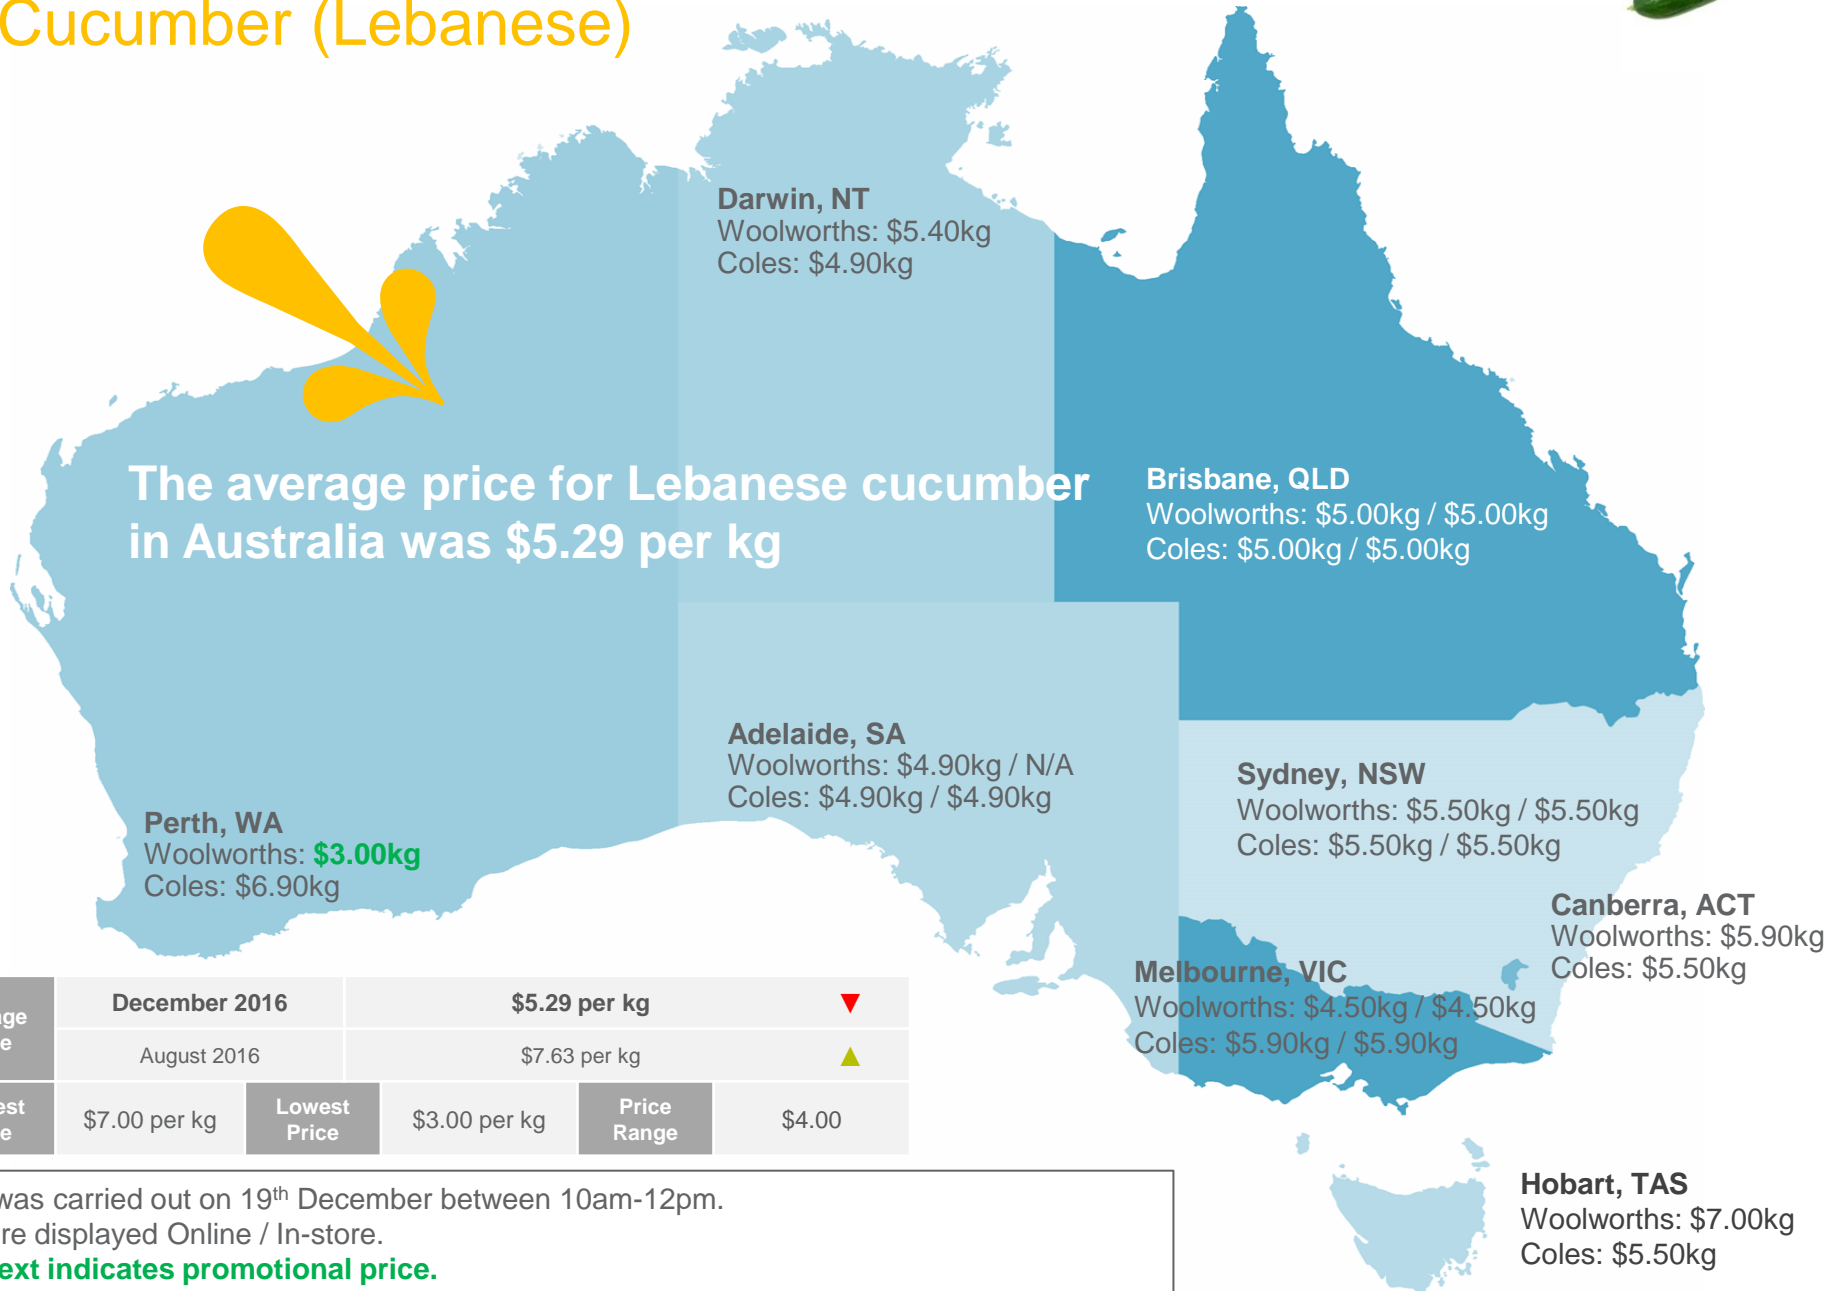 Cucumber (Lebanese)
Darwin, NT
Woolworths: $5.40kg
Coles: $4.90kg
The average price for Lebanese cucumber
in Australia was $5.29 per kg
Brisbane, QLD
Woolworths: $5.00kg / $5.00kg
Coles: $5.00kg / $5.00kg
Adelaide, SA
Woolworths: $4.90kg / N/A
Coles: $4.90kg / $4.90kg
Sydney, NSW
Woolworths: $5.50kg / $5.50kg
Coles: $5.50kg / $5.50kg
Perth, WA
Woolworths: $3.00kg
Coles: $6.90kg
Canberra, ACT
Woolworths: $5.90kg
Coles: $5.50kg
Melbourne, VIC
Woolworths: $4.50kg / $4.50kg
Coles: $5.90kg / $5.90kg
December 2016 $5.29 per kg ▼
August 2016 $7.63 per kg ▲
$7.00 per kg
Lowest
Price
$3.00 per kg
Price
Range
$4.00
was carried out on 19th December between 10am-12pm.
displayed Online / In-store.
indicates promotional price.
Hobart, TAS
Woolworths: $7.00kg
Coles: $5.50kg